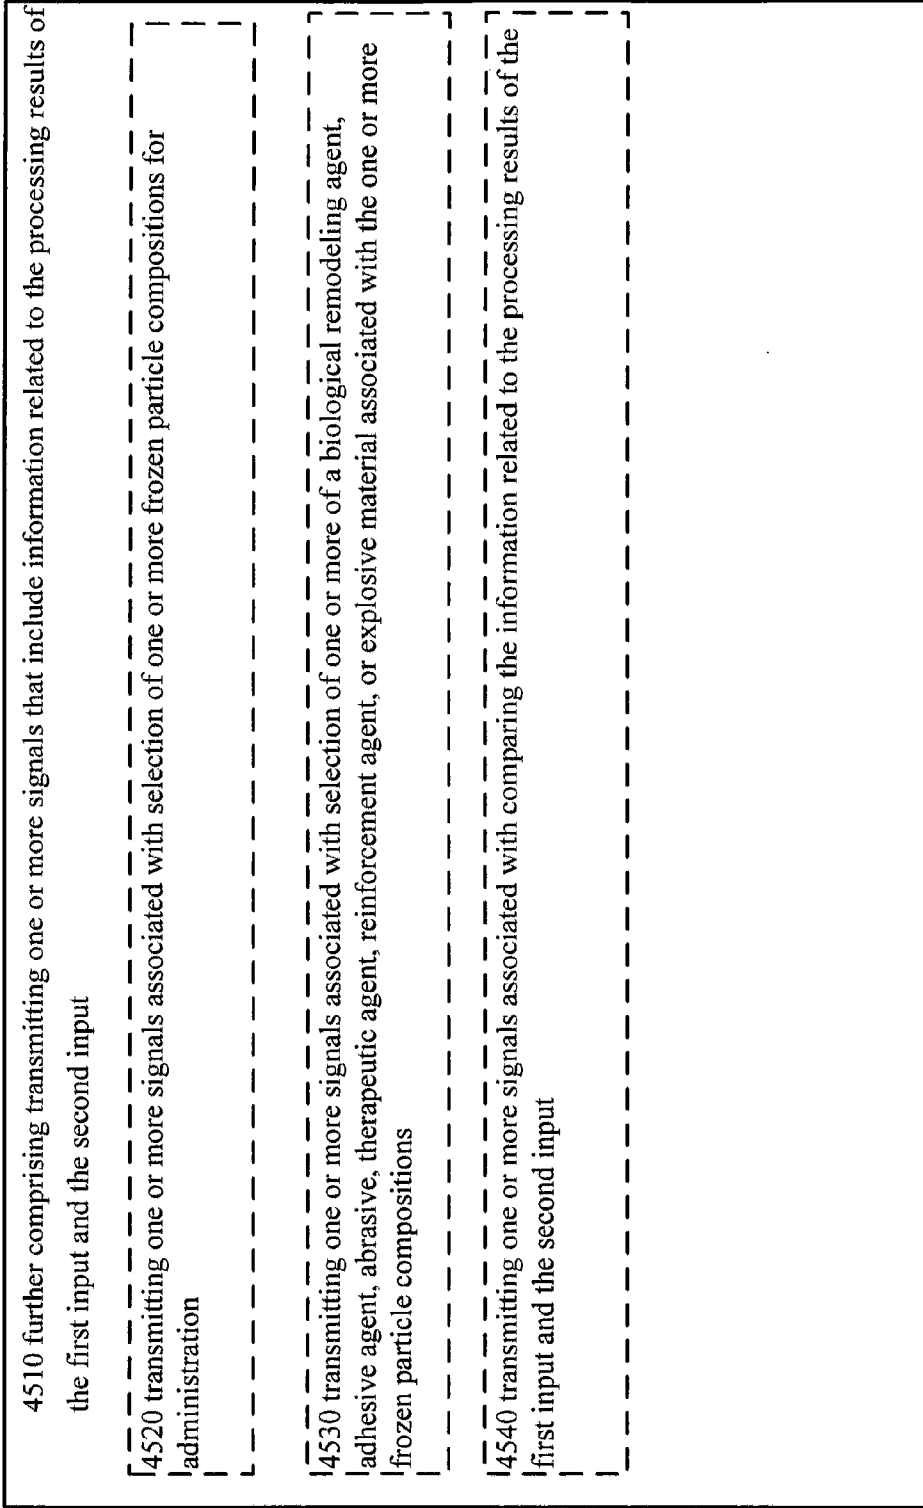 4510 further comprising transmitting one or more signals that include information related to the processing results of
the first input and the second input
4520 transmitting one or more signals associated with selection of one or more frozen particle compositions for
administration
4530 transmitting one or more signals associated with selection of one or more of a biological remodeling agent,
adhesive agent, abrasive, therapeutic agent, reinforcement agent, or explosive material associated with the one or more
frozen particle compositions
4540 transmitting one or more signals associated with comparing the information related to the processing results of the
first input and the second input